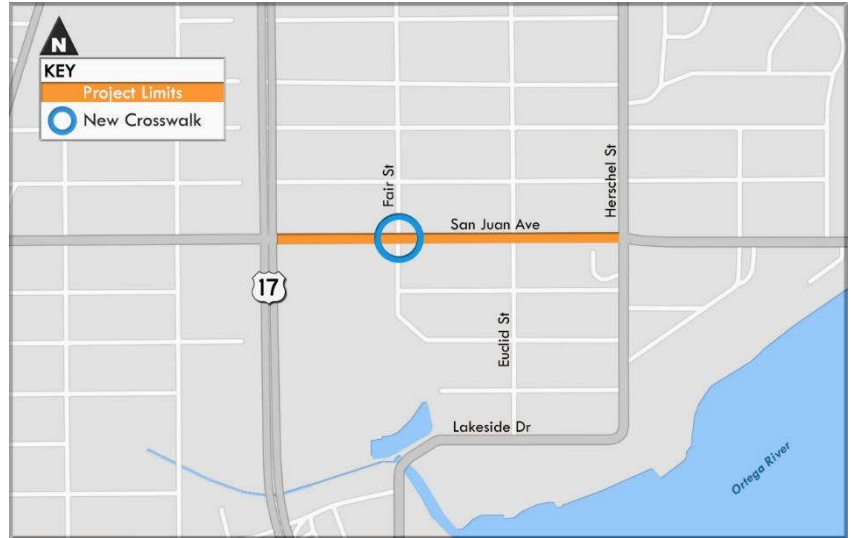 N
KEY
Project Limits
New Crosswalk
Fair St
Herschel St
San Juan Ave
17
Euclid St
Lakeside Dr
Ortega River